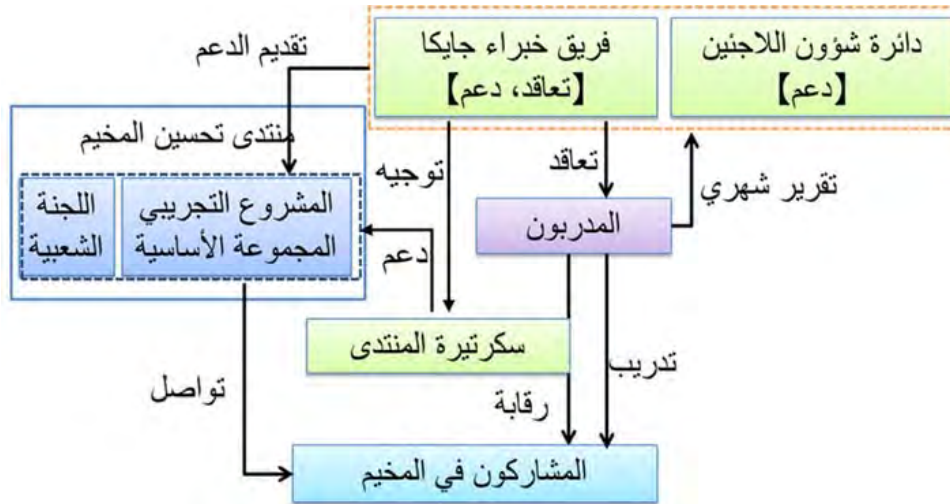 دائرة شؤون اللاجئين
【دعم】
فريق خبراء جايكا
【تعاقد، دعم】
تقديم الدعم
منتدى تحسين المخيم
المشروع التجريبي
المجموعة الأساسية
اللجنة
الشعبية
توجيه
تعاقد
تقرير شهري
المدربون
دعم
سكرتيرة المنتدى
تدريب
رقابة
تواصل
المشاركون في المخيم